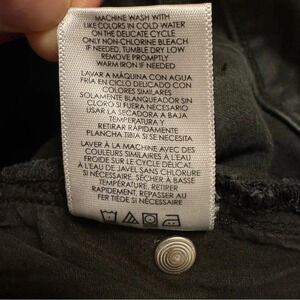 MACHINE WASH WITH
LIKE COLORS IN COLD WATER
ON THE DELICATE CYCLE
ONLY NON-CHLORINE BLEACH
IF NEEDED, TUMBLE DRY LOW
REMOVE PROMPTLY
WARM IRON IF NEEDED
LAVAR A MÁQUINA CON AGUA
FRÍA EN CICLO DELICADO CON
COLORES SIMILARES
SOLAMENTE BLANQUEADOR SIN
CLORO SI FUERA NECESARIO
USAR LA SECADORA A BAJA
TEMPERATURA Y
RETIRAR RÁPIDAMENTE
PLANCHA TIBIA SI SE NECESITA
LAVER À LA MACHINE AVEC DES
COULEURS SIMILAIRES A L'EAU
FROIDE SUR LE CYCLE DÉLICAT
À L'EAU DE JAVEL SANS CHLORURE
SI NÉCESSAIRE, SÉCHER À BASSE
TEMPÉRATURE, RETIRER
RAPIDEMENT, REPASSER AU
FER TIÈDE SI NÉCESSAIRE